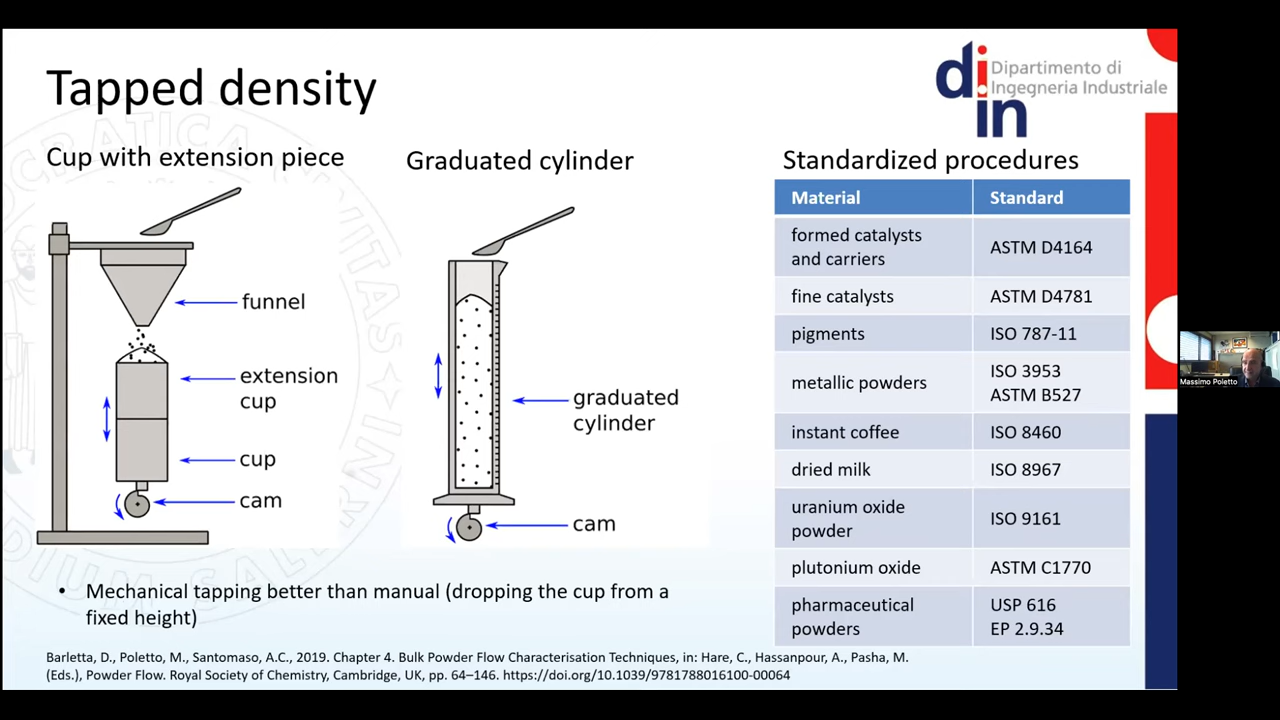 Tapped density
din Dipartimento di
Ingegneria Industriale
Cup with extension piece
funnel
extension
cup
cup
cam
Graduated cylinder
graduated
cylinder
cam
Standardized procedures
Material Standard
formed catalysts
and carriers ASTM D4164
fine catalysts ASTM D4781
pigments ISO 787-11
metallic powders ISO 3953
ASTM B527
instant coffee ISO 8460
dried milk ISO 8967
uranium oxide
powder ISO 9161
plutonium oxide ASTM C1770
pharmaceutical
powders USP 616
EP 2.9.34
• Mechanical tapping better than manual (dropping the cup from a
fixed height)
Barletta, D., Poletto, M., Santomaso, A.C., 2019. Chapter 4. Bulk Powder Flow Characterisation Techniques, in: Hare, C., Hassanpour, A., Pasha, M.
(Eds.), Powder Flow. Royal Society of Chemistry, Cambridge, UK, pp. 64–146. https://doi.org/10.1039/9781788016100-00064
Massimo Poletto